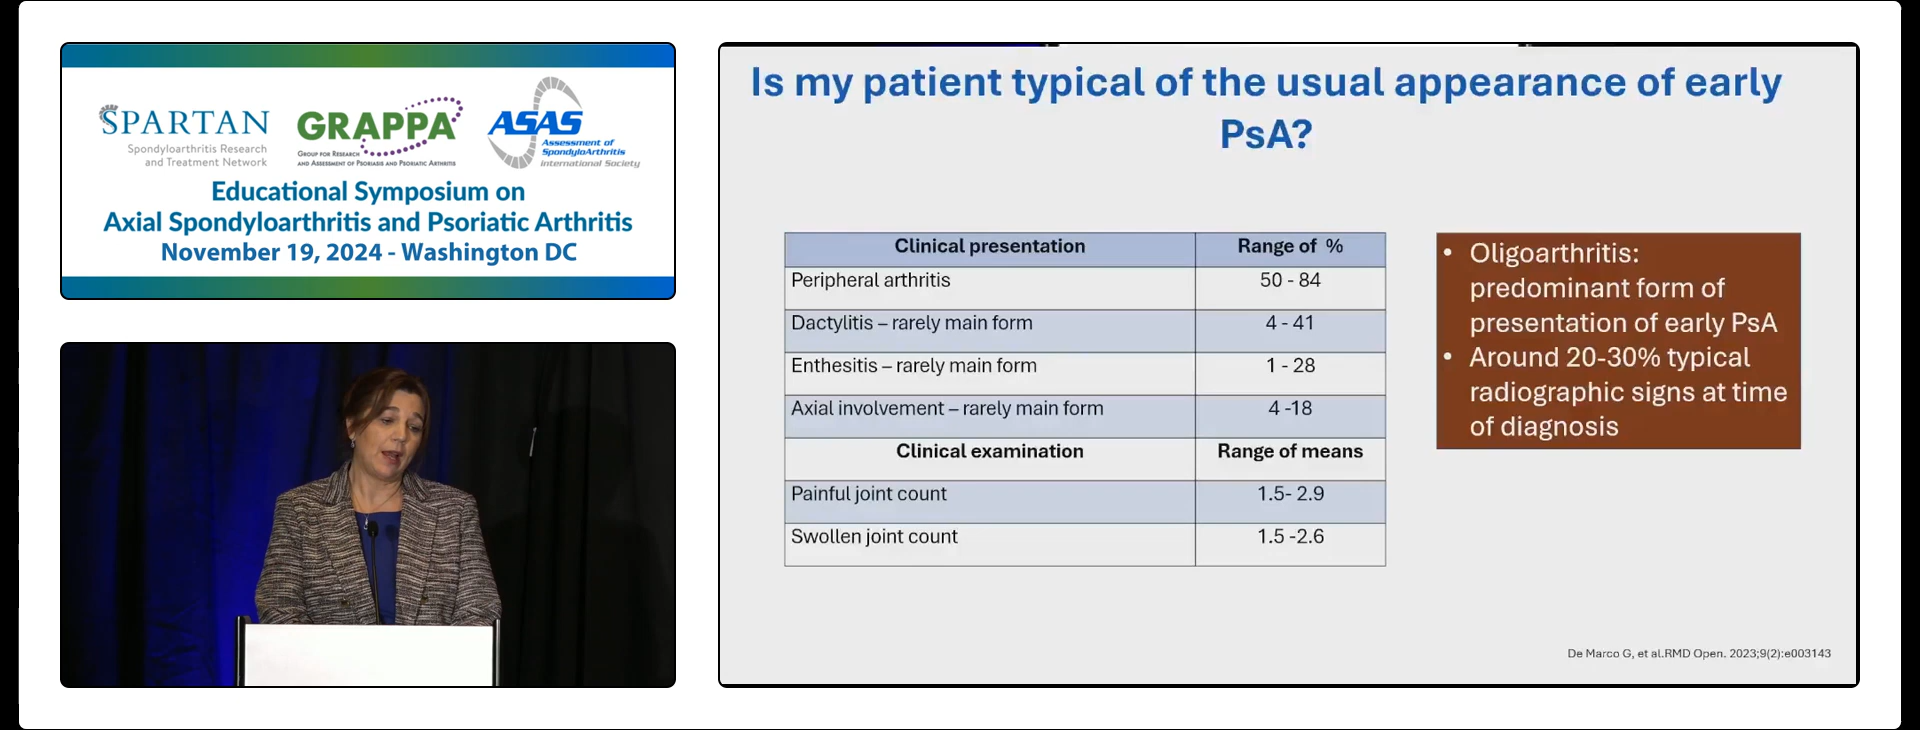 SPARTAN
Spondyloarthritis Research
and Treatment Network
GRAPPA
Group for Research
and Assessment of Psoriasis and Psoriatic Arthritis
ASAS
Assessment of
SpondyloArthritis
international Society
Educational Symposium on
Axial Spondyloarthritis and Psoriatic Arthritis
November 19, 2024 - Washington DC
Is my patient typical of the usual appearance of early
PsA?
Clinical presentation Range of %
Peripheral arthritis 50 - 84
Dactylitis – rarely main form 4 - 41
Enthesitis – rarely main form 1 - 28
Axial involvement – rarely main form 4 -18
Clinical examination Range of means
Painful joint count 1.5- 2.9
Swollen joint count 1.5 -2.6
• Oligoarthritis:
predominant form of
presentation of early PsA
• Around 20-30% typical
radiographic signs at time
of diagnosis
De Marco G, et al.RMD Open. 2023;9(2):e003143